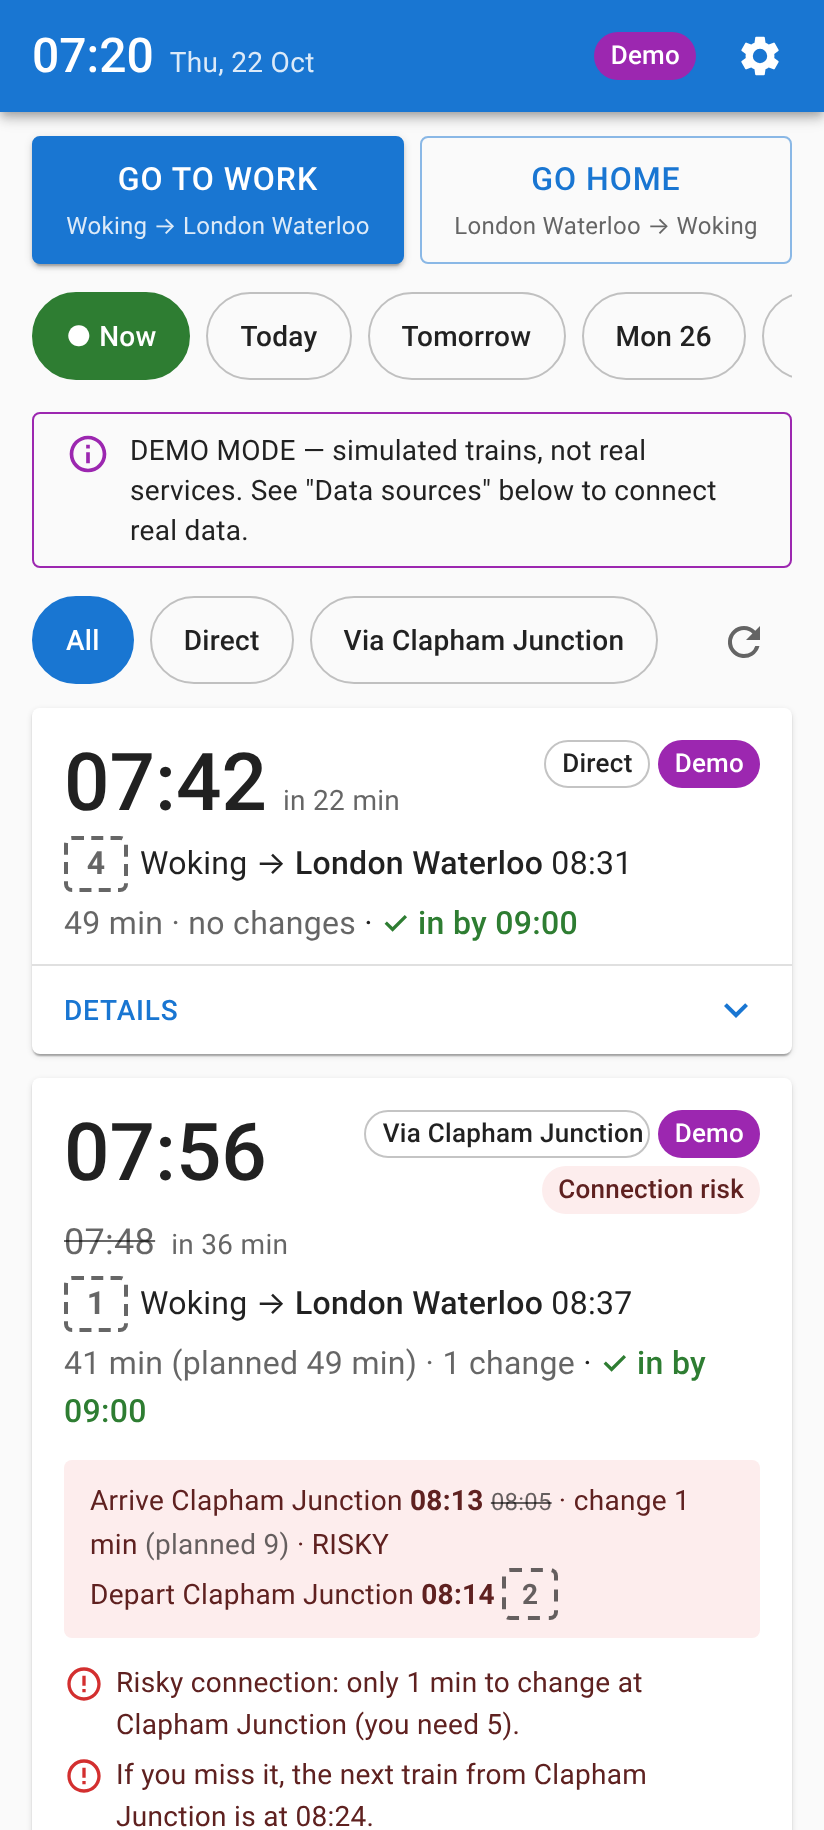 07:20 Thu, 22 Oct Demo
GO TO WORK
Woking → London Waterloo
GO HOME
London Waterloo → Woking
Now Today Tomorrow Mon 26
DEMO MODE — simulated trains, not real
services. See "Data sources" below to connect
real data.
All Direct Via Clapham Junction
07:42 in 22 min Direct Demo
4 Woking → London Waterloo 08:31
49 min · no changes · ✓ in by 09:00
DETAILS
07:56 Via Clapham Junction Demo
Connection risk
07:48 in 36 min
1 Woking → London Waterloo 08:37
41 min (planned 49 min) · 1 change · ✓ in by
09:00
Arrive Clapham Junction 08:13 08:05 · change 1
min (planned 9) · RISKY
Depart Clapham Junction 08:14 2
Risky connection: only 1 min to change at
Clapham Junction (you need 5).
If you miss it, the next train from Clapham
Junction is at 08:24.